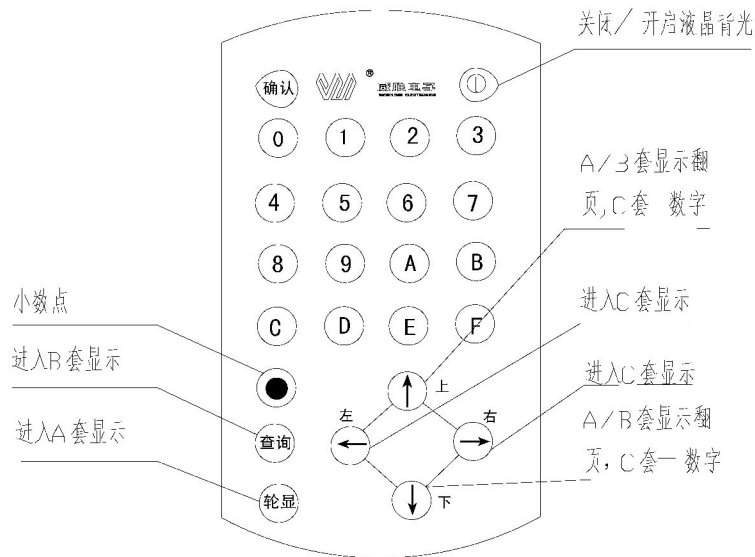 关闭/开启液晶背光
确认 ® 威胜电子
0 1 2 3
A/B套显示翻
页,C套 数字
4 5 6 7
8 9 A B
小数点
进入C套显示
C D E F
进入B套显示
上
进入C套显示
左 右
进入A套显示
查询
A/B套显示翻
页,C套一数字
轮显
下